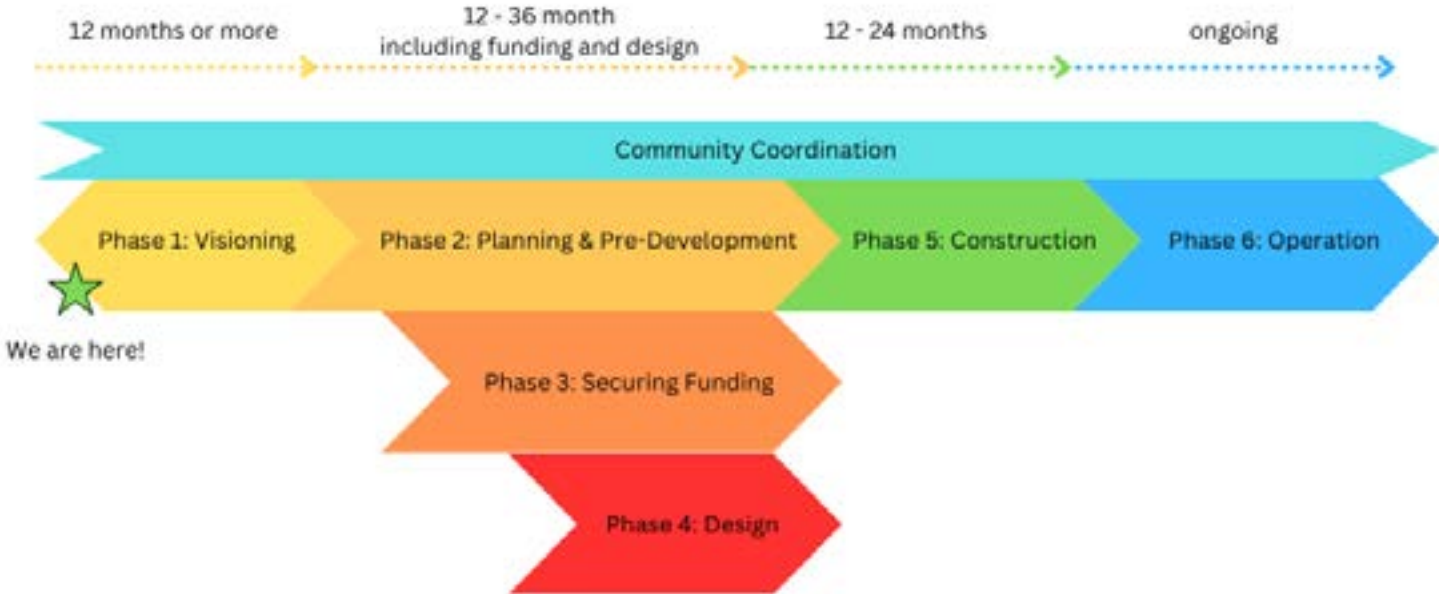 12 months or more
12 - 36 month
including funding and design
12 - 24 months
ongoing
Community Coordination
Phase 1: Visioning
Phase 2: Planning & Pre-Development
Phase 5: Construction
Phase 6: Operation
We are here!
Phase 3: Securing Funding
Phase 4: Design